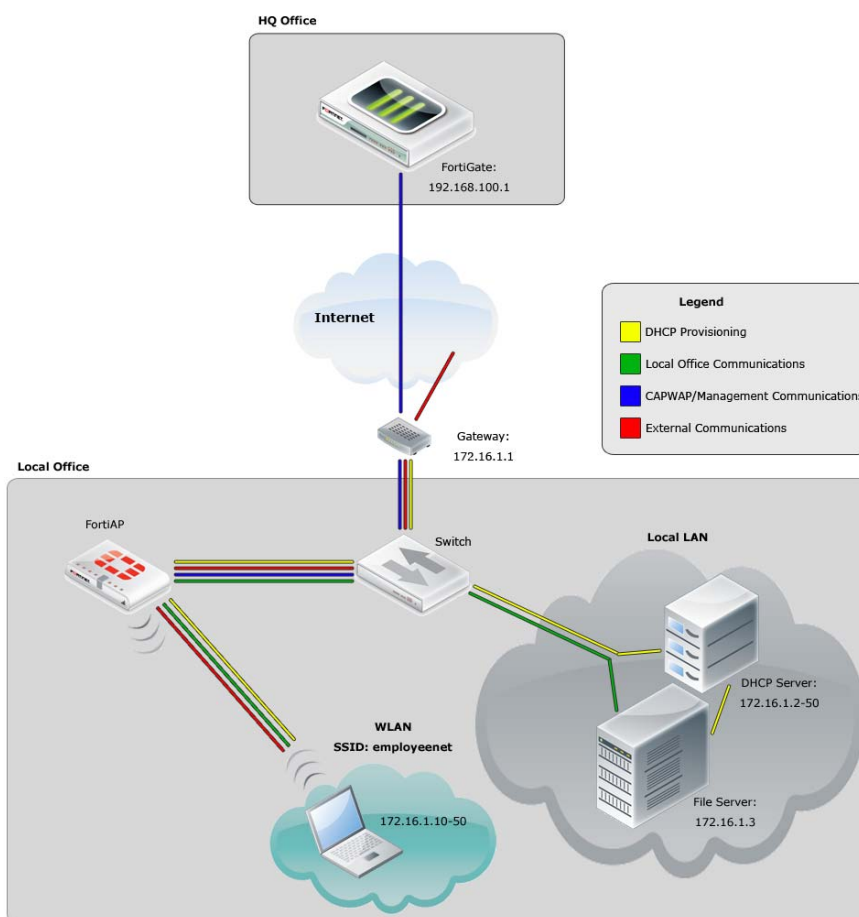 HQ Office
FortiGate:
192.168.100.1
Internet
Legend
DHCP Provisioning
Local Office Communications
CAPWAP/Management Communications
External Communications
Gateway:
172.16.1.1
Local Office
FortiAP
Switch
Local LAN
DHCP Server:
172.16.1.2-50
WLAN
SSID: employeenet
172.16.1.10-50
File Server:
172.16.1.3